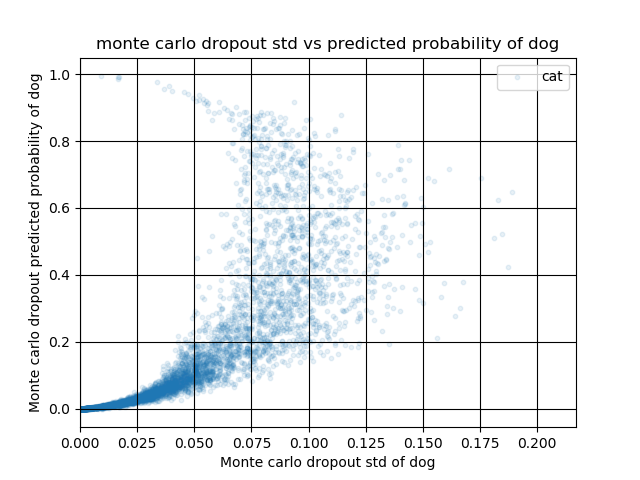 monte carlo dropout std vs predicted probability of dog
cat
Monte carlo dropout predicted probability of dog
1.0
0.8
0.6
0.4
0.2
0.0
0.000 0.025 0.050 0.075 0.100 0.125 0.150 0.175 0.200
Monte carlo dropout std of dog